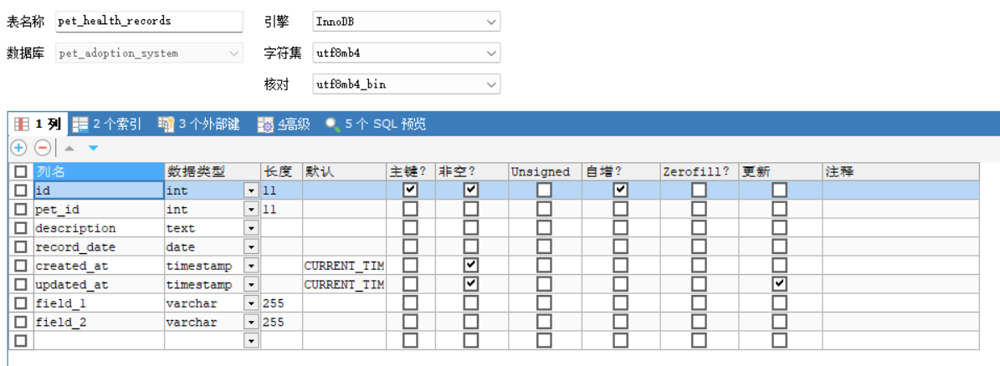 表名称 pet_health_records 引擎 InnoDB
数据库 pet_adoption_system 字符集 utf8mb4
核对 utf8mb4_bin
1 列 2 个索引 3 个外部键 4高级 5 个 SQL 预览
列名 数据类型 长度 默认 主键? 非空? Unsigned 自增? Zerofill? 更新 注释
id int 11
pet_id int 11
description text
record_date date
created_at timestamp CURRENT_TIM
updated_at timestamp CURRENT_TIM
field_1 varchar 255
field_2 varchar 255